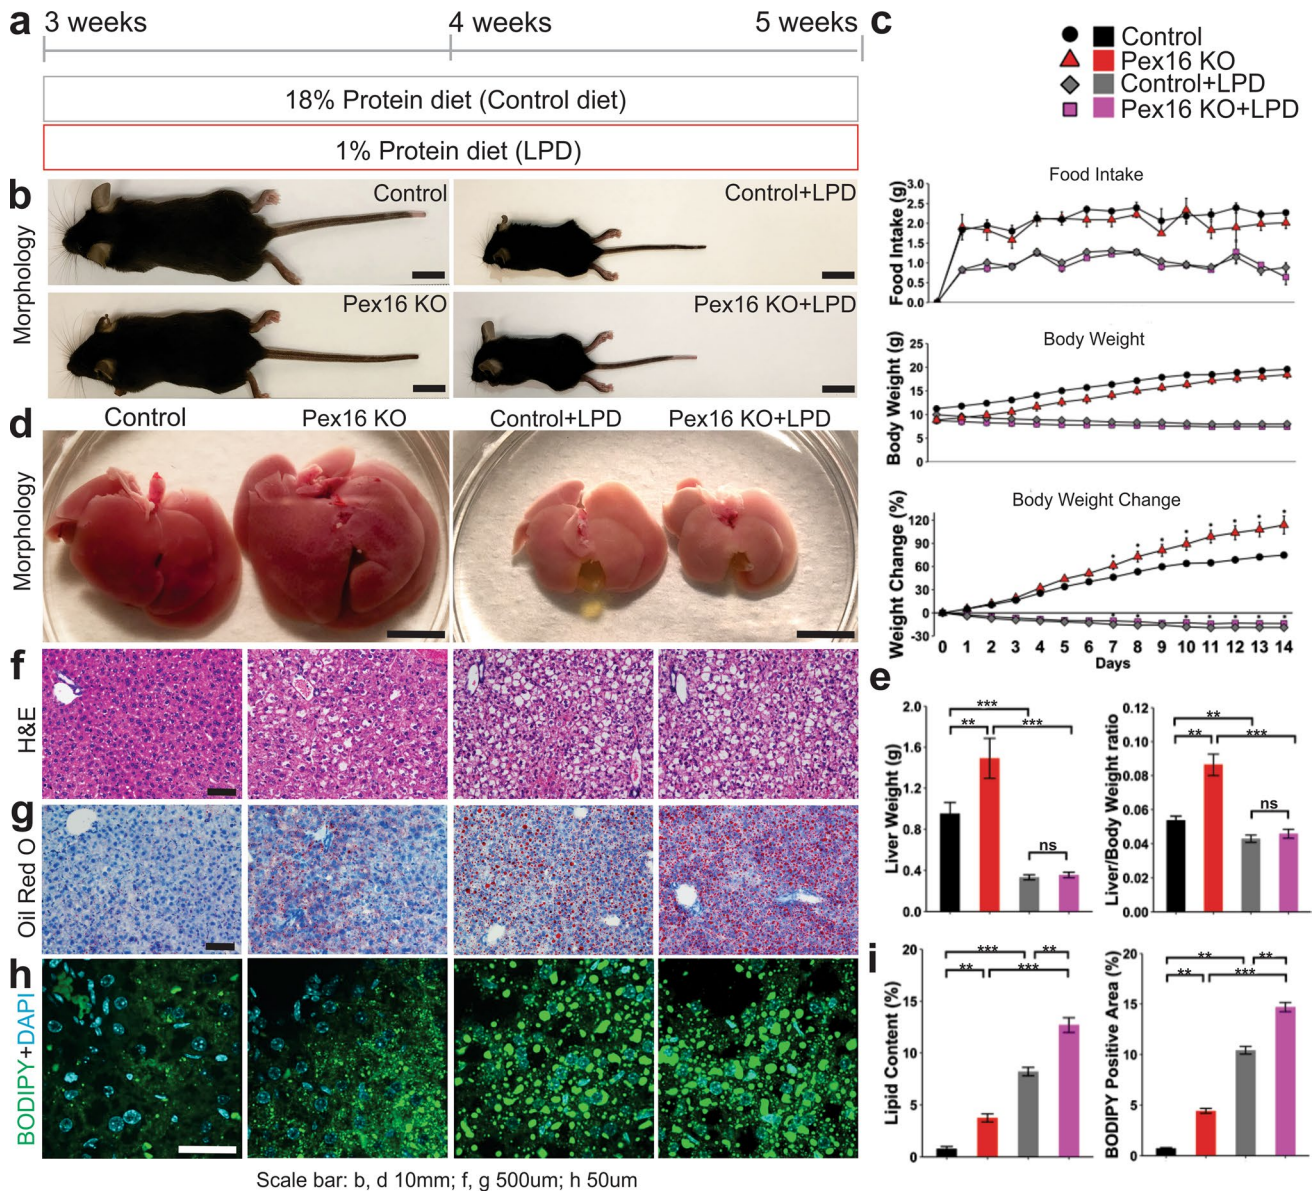 a
3 weeks
4 weeks
5 weeks
18% Protein diet (Control diet)
1% Protein diet (LPD)
b
Morphology
Control
Control+LPD
Pex16 KO
Pex16 KO+LPD
c
Control
Pex16 KO
Control+LPD
Pex16 KO+LPD
Food Intake
Food Intake (g)
3.0
2.5
2.0
1.5
1.0
0.5
0.0
Body Weight
Body Weight (g)
25
20
15
10
5
0
Body Weight Change
Weight Change (%)
120
90
60
30
0
-30
* * * * * * * *
* * * * * * *
0 1 2 3 4 5 6 7 8 9 10 11 12 13 14
Days
d
Morphology
Control
Pex16 KO
Control+LPD
Pex16 KO+LPD
e
Liver Weight (g)
2.0
1.6
1.2
0.8
0.4
0.0
***
** ***
ns
Liver/Body Weight ratio
0.12
0.10
0.08
0.06
0.04
0.02
0.00
**
** ***
ns
f
H&E
g
Oil Red O
h
BODIPY+DAPI
i
Lipid Content (%)
20
15
10
5
0
*** **
** ***
BODIPY Positive Area (%)
20
15
10
5
0
** **
** ***
Scale bar: b, d 10mm; f, g 500um; h 50um